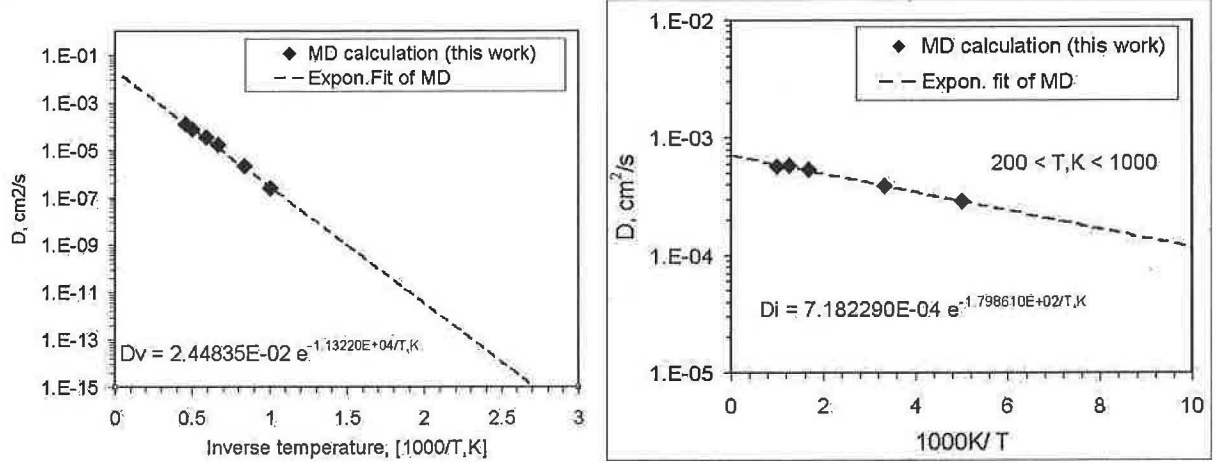 1.E-01
1.E-03
1.E-05
1.E-07
1.E-09
1.E-11
1.E-13
1.E-15
D, cm2/s
◆ MD calculation (this work)
Expon.Fit of MD
Dv = 2.44835E-02 e^-1.13220E+04/T,K
0 0.5 1 1.5 2 2.5 3
Inverse temperature, [1000/T,K]
1.E-02
1.E-03
1.E-04
1.E-05
D, cm²/s
◆ MD calculation (this work)
Expon. fit of MD
200 < T,K < 1000
Di = 7.182290E-04 e^-1.798610E+02/T,K
0 2 4 6 8 10
1000K/ T